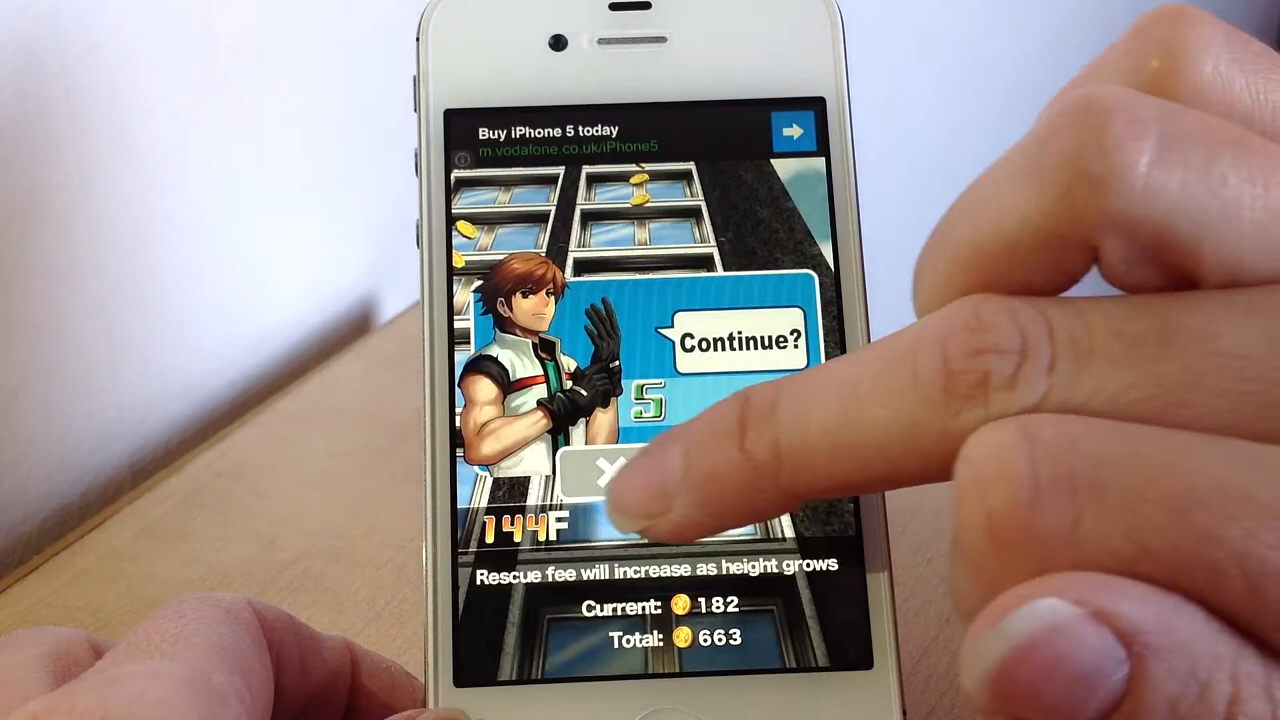 Buy iPhone 5 today
m.vodafone.co.uk/iPhone5
Continue?
5
144F
Rescue fee will increase as height grows
Current: 182
Total: 663